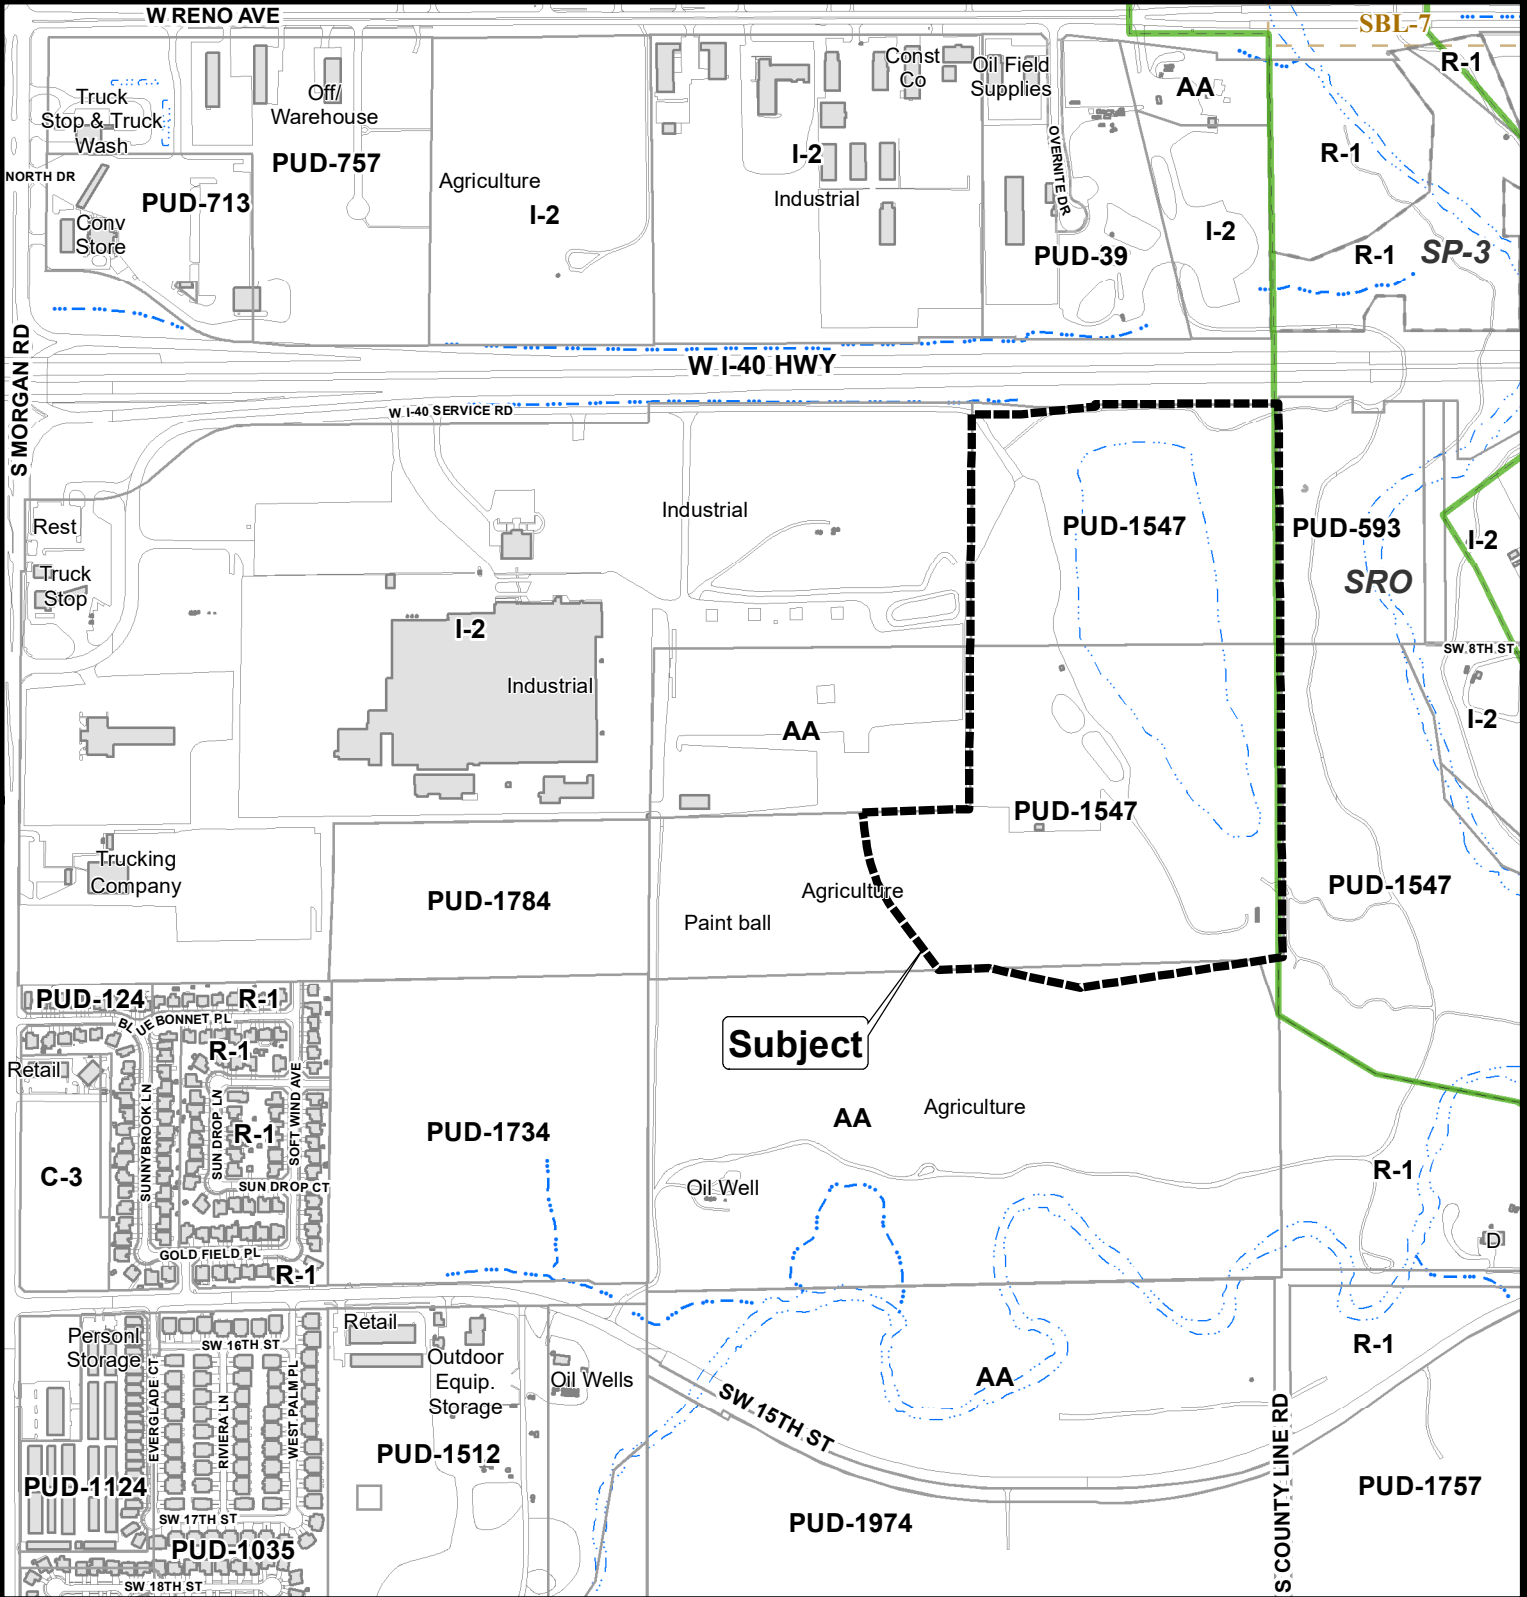 W RENO AVE
SBL-7
R-1
Truck
Stop & Truck
Wash
Off/
Warehouse
PUD-757
Const
Co
Oil Field
Supplies
AA
NORTH DR
PUD-713
Conv
Store
Agriculture
I-2
I-2
Industrial
OVERNITE DR
PUD-39
I-2
R-1
R-1
SP-3
S MORGAN RD
W I-40 HWY
W I-40 SERVICE RD
Rest
Truck
Stop
Industrial
PUD-1547
PUD-593
SRO
I-2
I-2
Industrial
SW 8TH ST
AA
I-2
PUD-1547
Trucking
Company
PUD-1784
Agriculture
Paint ball
PUD-1547
PUD-124
R-1
BLUE BONNET PL
R-1
Retail
Subject
SUNNYBROOK LN
SUN DROP LN
SOFT WIND AVE
R-1
C-3
PUD-1734
AA
Agriculture
SUN DROP CT
Oil Well
R-1
GOLD FIELD PL
R-1
D
Personl
Storage
SW 16TH ST
Retail
Outdoor
Equip.
Storage
Oil Wells
AA
R-1
EVERGLADE CT
RIVIERA LN
WEST PALM PL
SW 15TH ST
S COUNTY LINE RD
PUD-1124
PUD-1512
PUD-1757
SW 17TH ST
PUD-1974
PUD-1035
SW 18TH ST